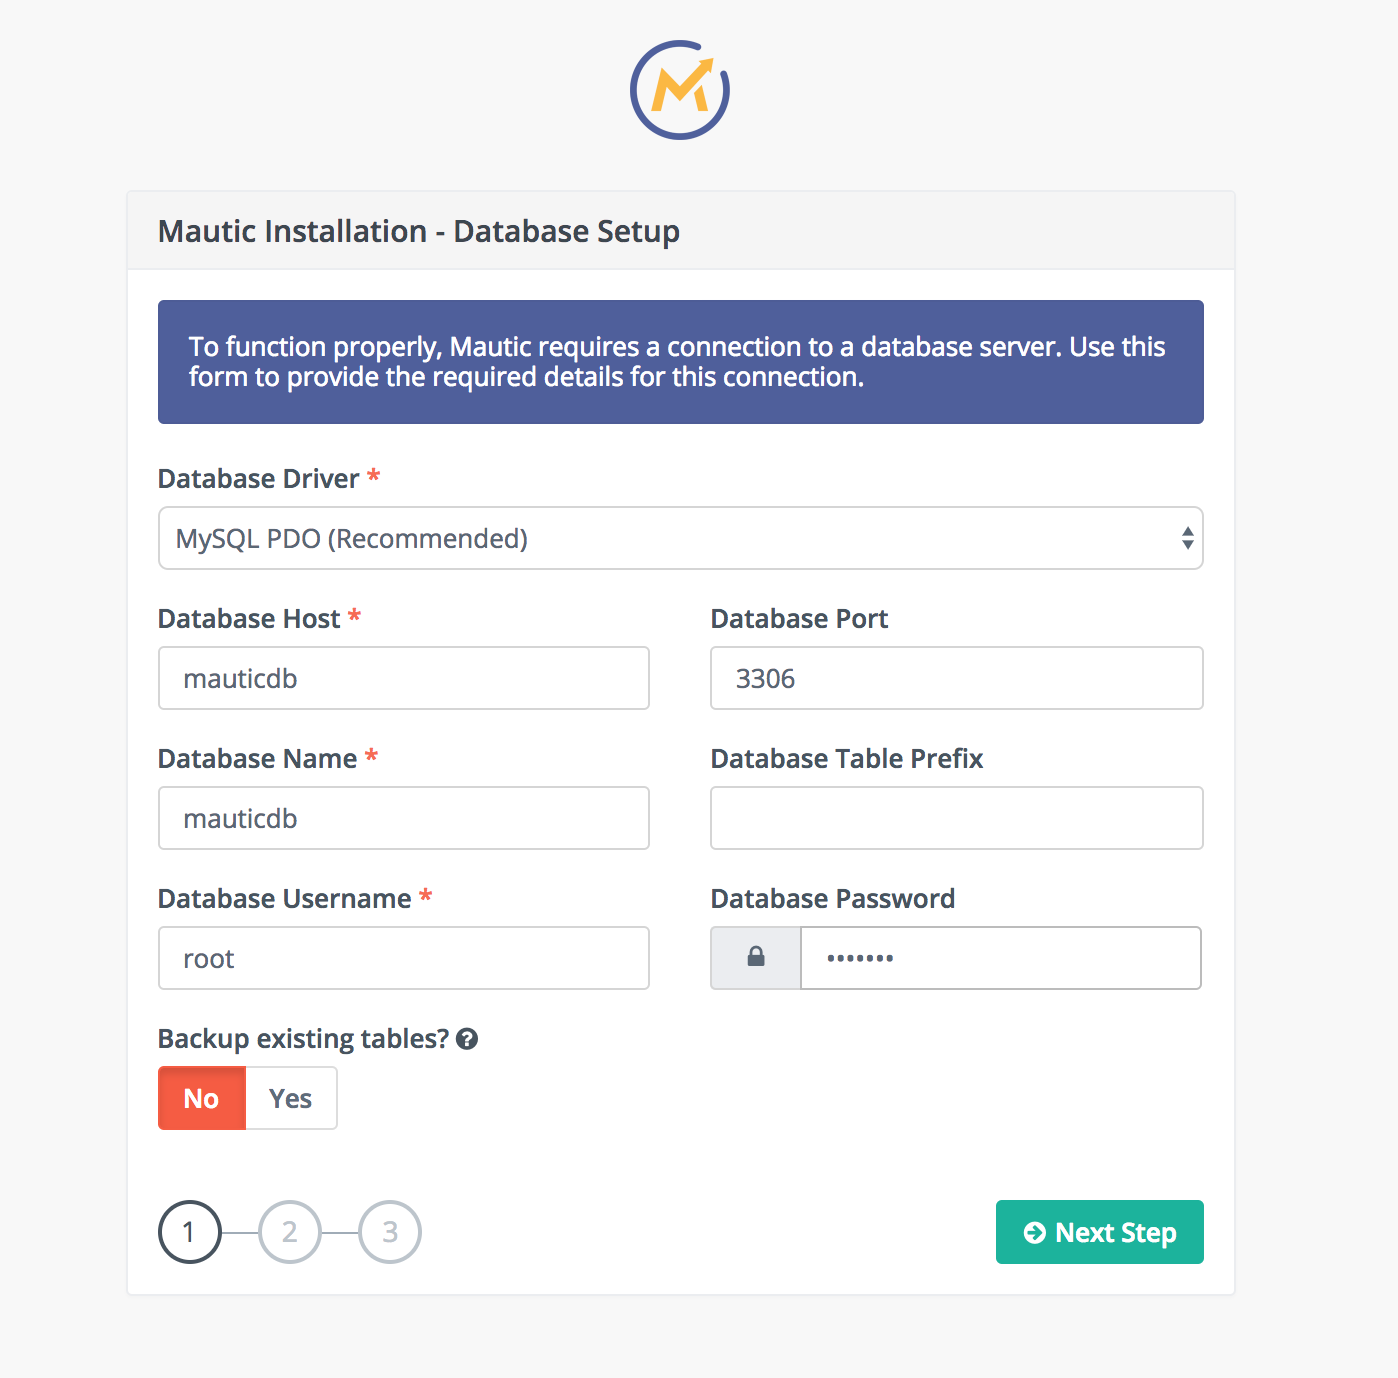 Mautic Installation - Database Setup
To function properly, Mautic requires a connection to a database server. Use this
form to provide the required details for this connection.
Database Driver *
MySQL PDO (Recommended)
Database Host *
Database Port
mauticdb
3306
Database Name *
Database Table Prefix
mauticdb
Database Username *
Database Password
root
•••••••
Backup existing tables? ?
No
Yes
1
2
3
Next Step